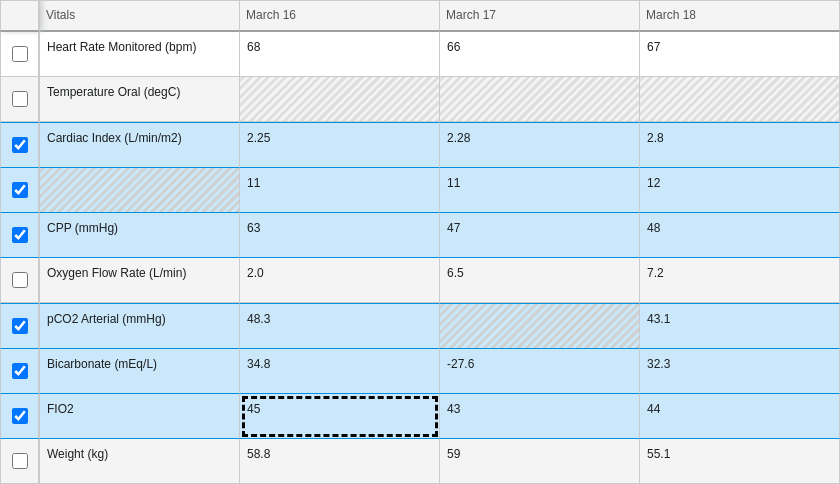 Vitals March 16 March 17 March 18
Heart Rate Monitored (bpm) 68 66 67
Temperature Oral (degC)
Cardiac Index (L/min/m2) 2.25 2.28 2.8
11 11 12
CPP (mmHg) 63 47 48
Oxygen Flow Rate (L/min) 2.0 6.5 7.2
pCO2 Arterial (mmHg) 48.3 43.1
Bicarbonate (mEq/L) 34.8 -27.6 32.3
FIO2 45 43 44
Weight (kg) 58.8 59 55.1